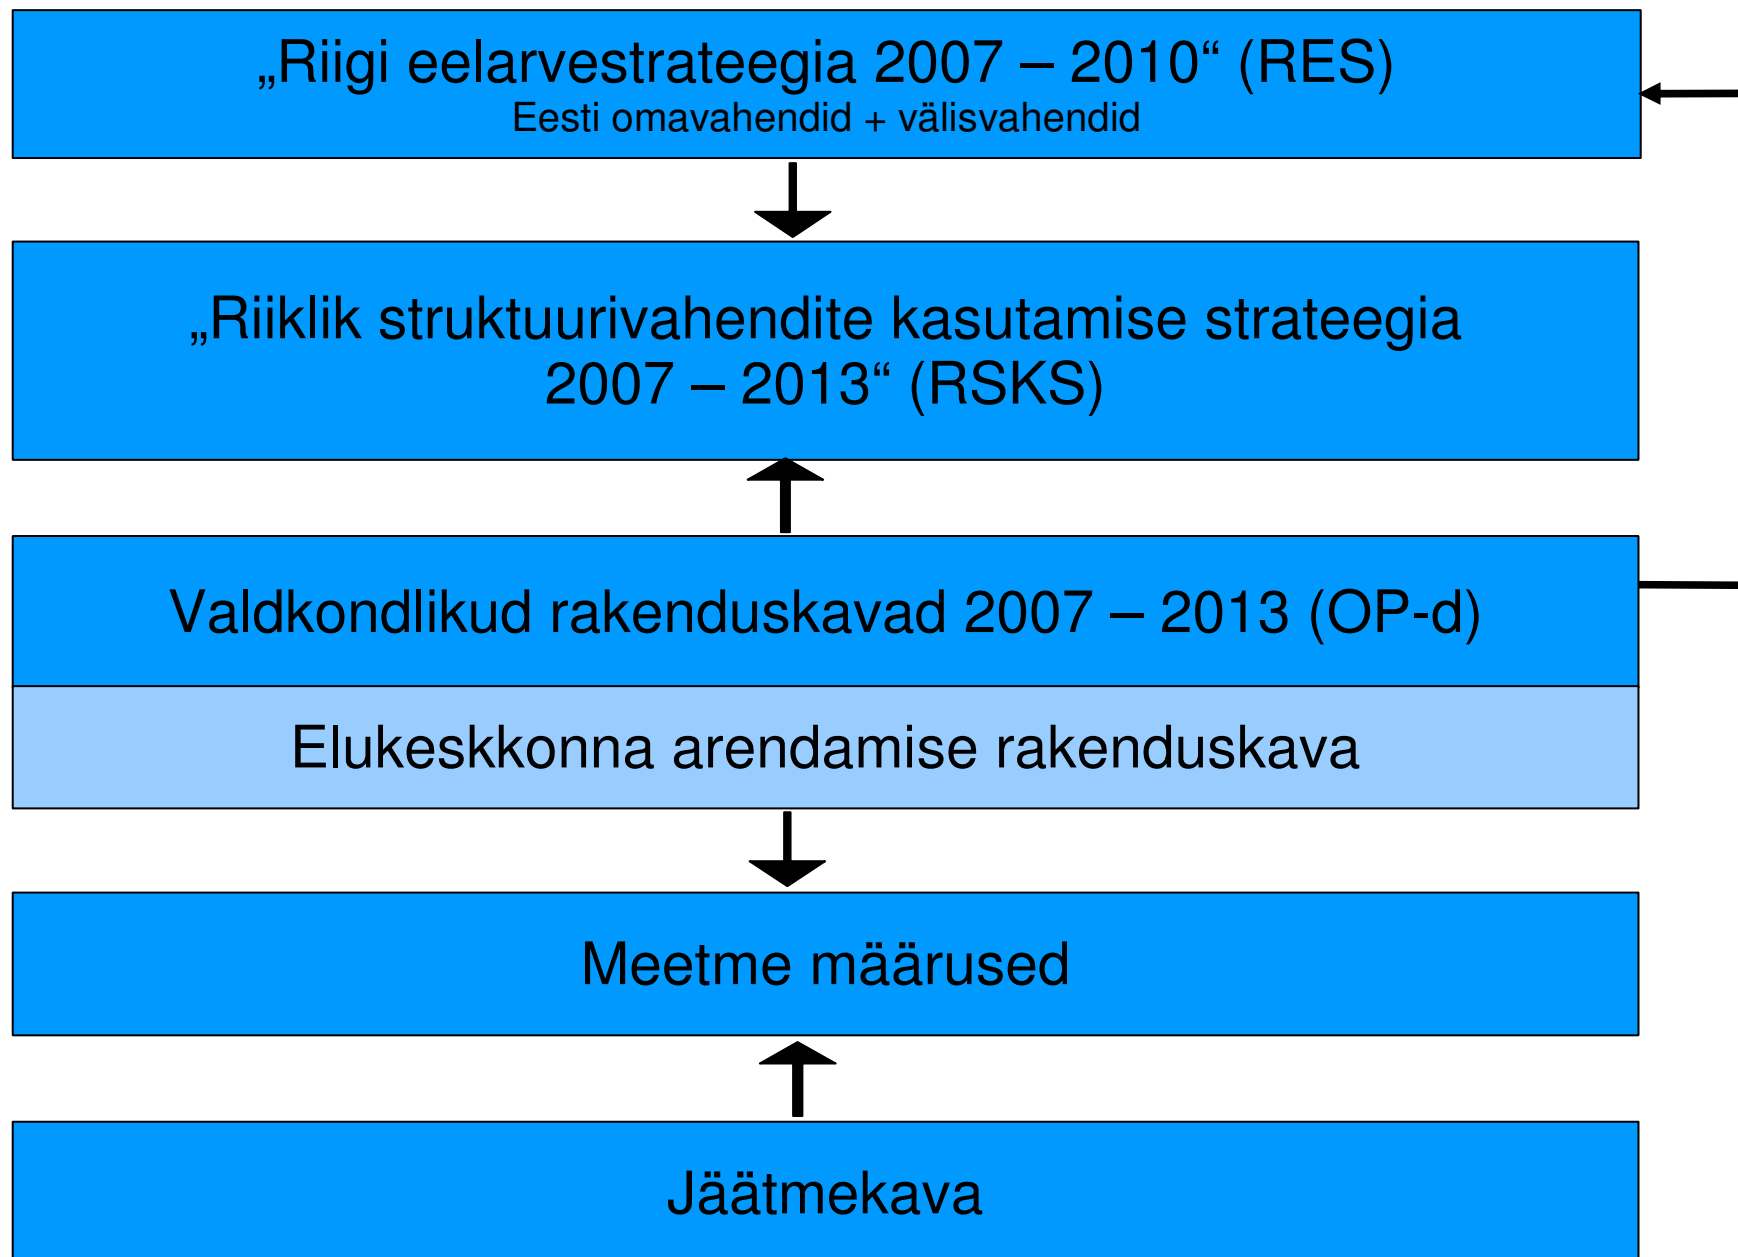 „Riigi eelarvestrateegia 2007 – 2010“ (RES)
Eesti omavahendid + välisvahendid
„Riiklik struktuurivahendite kasutamise strateegia
2007 – 2013“ (RSKS)
Valdkondlikud rakenduskavad 2007 – 2013 (OP-d)
Elukeskkonna arendamise rakenduskava
Meetme määrused
Jäätmekava